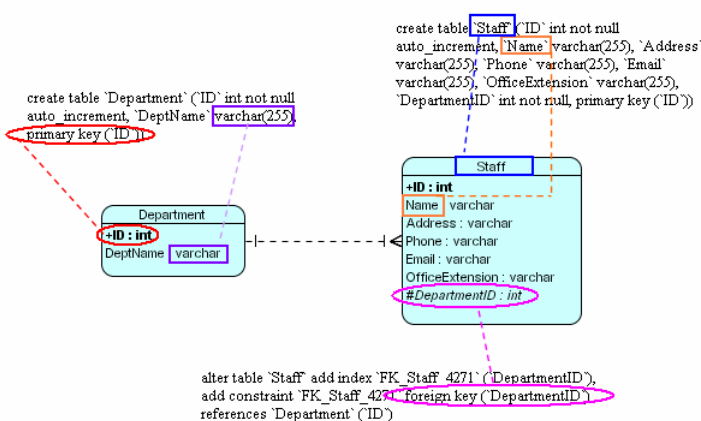 create table `Staff` (`ID` int not null
auto_increment, `Name` varchar(255), `Address`
varchar(255), `Phone` varchar(255), `Email`
varchar(255), `OfficeExtension` varchar(255),
`DepartmentID` int not null, primary key (`ID`))
create table `Department` (`ID` int not null
auto_increment, `DeptName` varchar(255),
primary key (`ID`))
Staff
+ID : int
Name varchar
Address : varchar
Phone : varchar
Email : varchar
OfficeExtension : varchar
#DepartmentID : int
Department
+ID : int
DeptName varchar
alter table `Staff` add index `FK_Staff_4271` (`DepartmentID`),
add constraint `FK_Staff_4271` foreign key (`DepartmentID`)
references `Department` (`ID`)